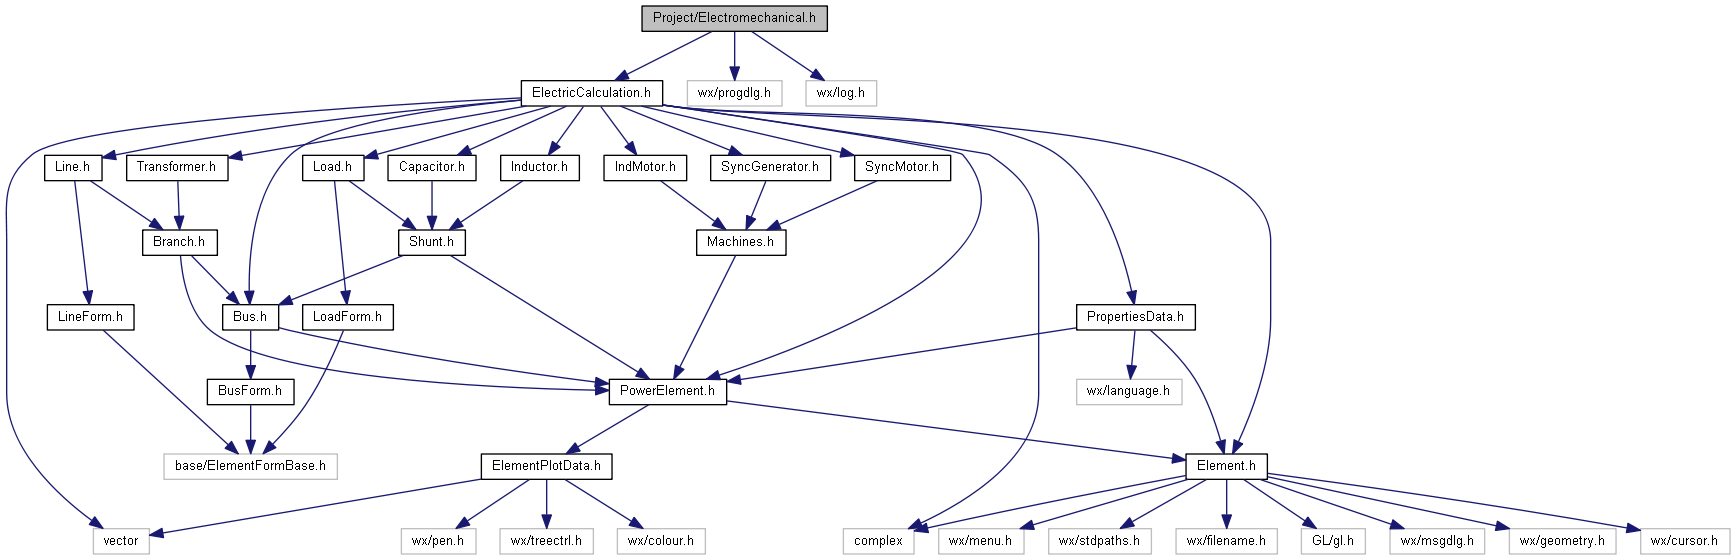 Project/Electromechanical.h
ElectricCalculation.h
wx/progdlg.h
wx/log.h
Line.h
Transformer.h
Load.h
Capacitor.h
Inductor.h
IndMotor.h
SyncGenerator.h
SyncMotor.h
Branch.h
Shunt.h
Machines.h
LineForm.h
Bus.h
LoadForm.h
PropertiesData.h
BusForm.h
PowerElement.h
wx/language.h
base/ElementFormBase.h
ElementPlotData.h
Element.h
vector
wx/pen.h
wx/treectrl.h
wx/colour.h
complex
wx/menu.h
wx/stdpaths.h
wx/filename.h
GL/gl.h
wx/msgdlg.h
wx/geometry.h
wx/cursor.h